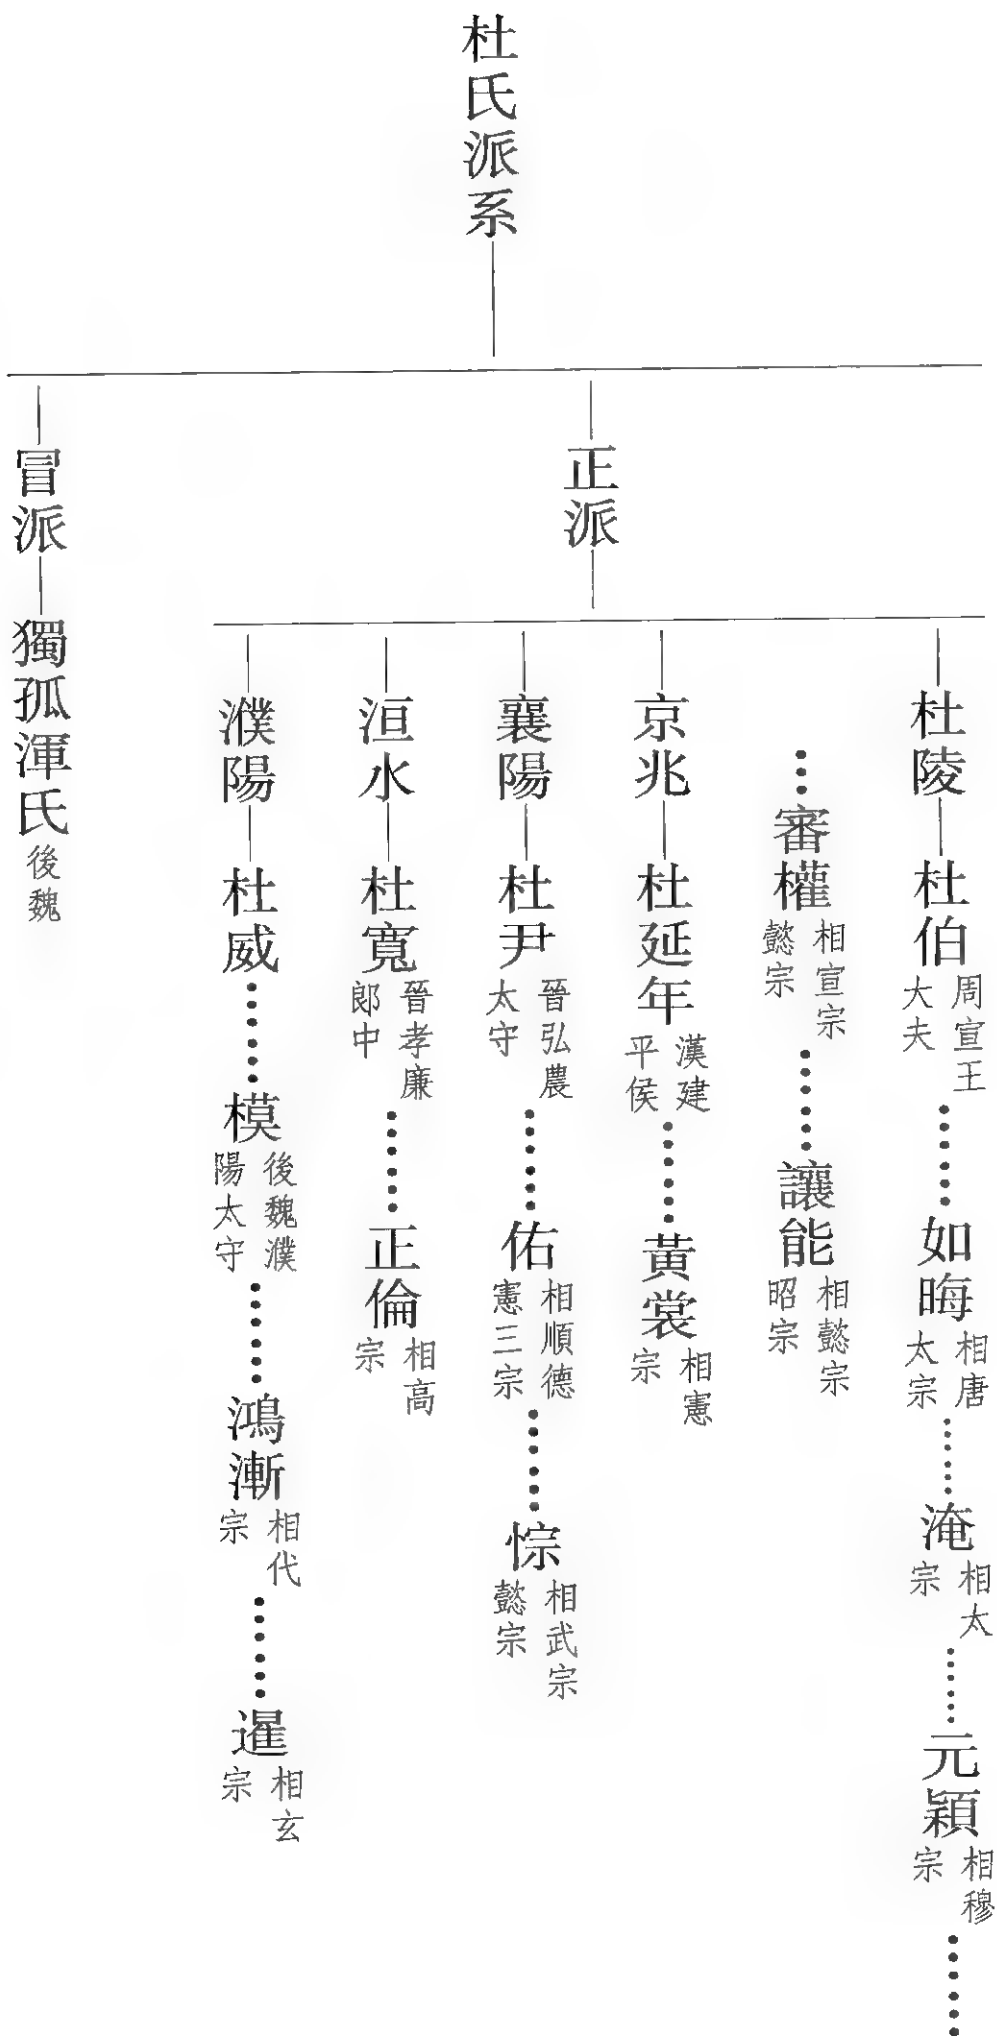 杜氏派系
正派
杜陵
杜伯
周宣王
大夫
如晦
相唐
太宗
淹
相太
宗
元穎
相穆
宗
審權
相宣宗
懿宗
讓能
相懿宗
昭宗
京兆
杜延年
漢建
平侯
黃裳
相憲
宗
襄陽
杜尹
晉弘農
太守
佑
相順德
憲三宗
悰
相武宗
懿宗
洹水
杜寬
晉孝廉
郎中
正倫
相高
宗
濮陽
杜威
模
後魏濮
陽太守
鴻漸
相代
宗
暹
相玄
宗
冒派
獨孤渾氏
後魏